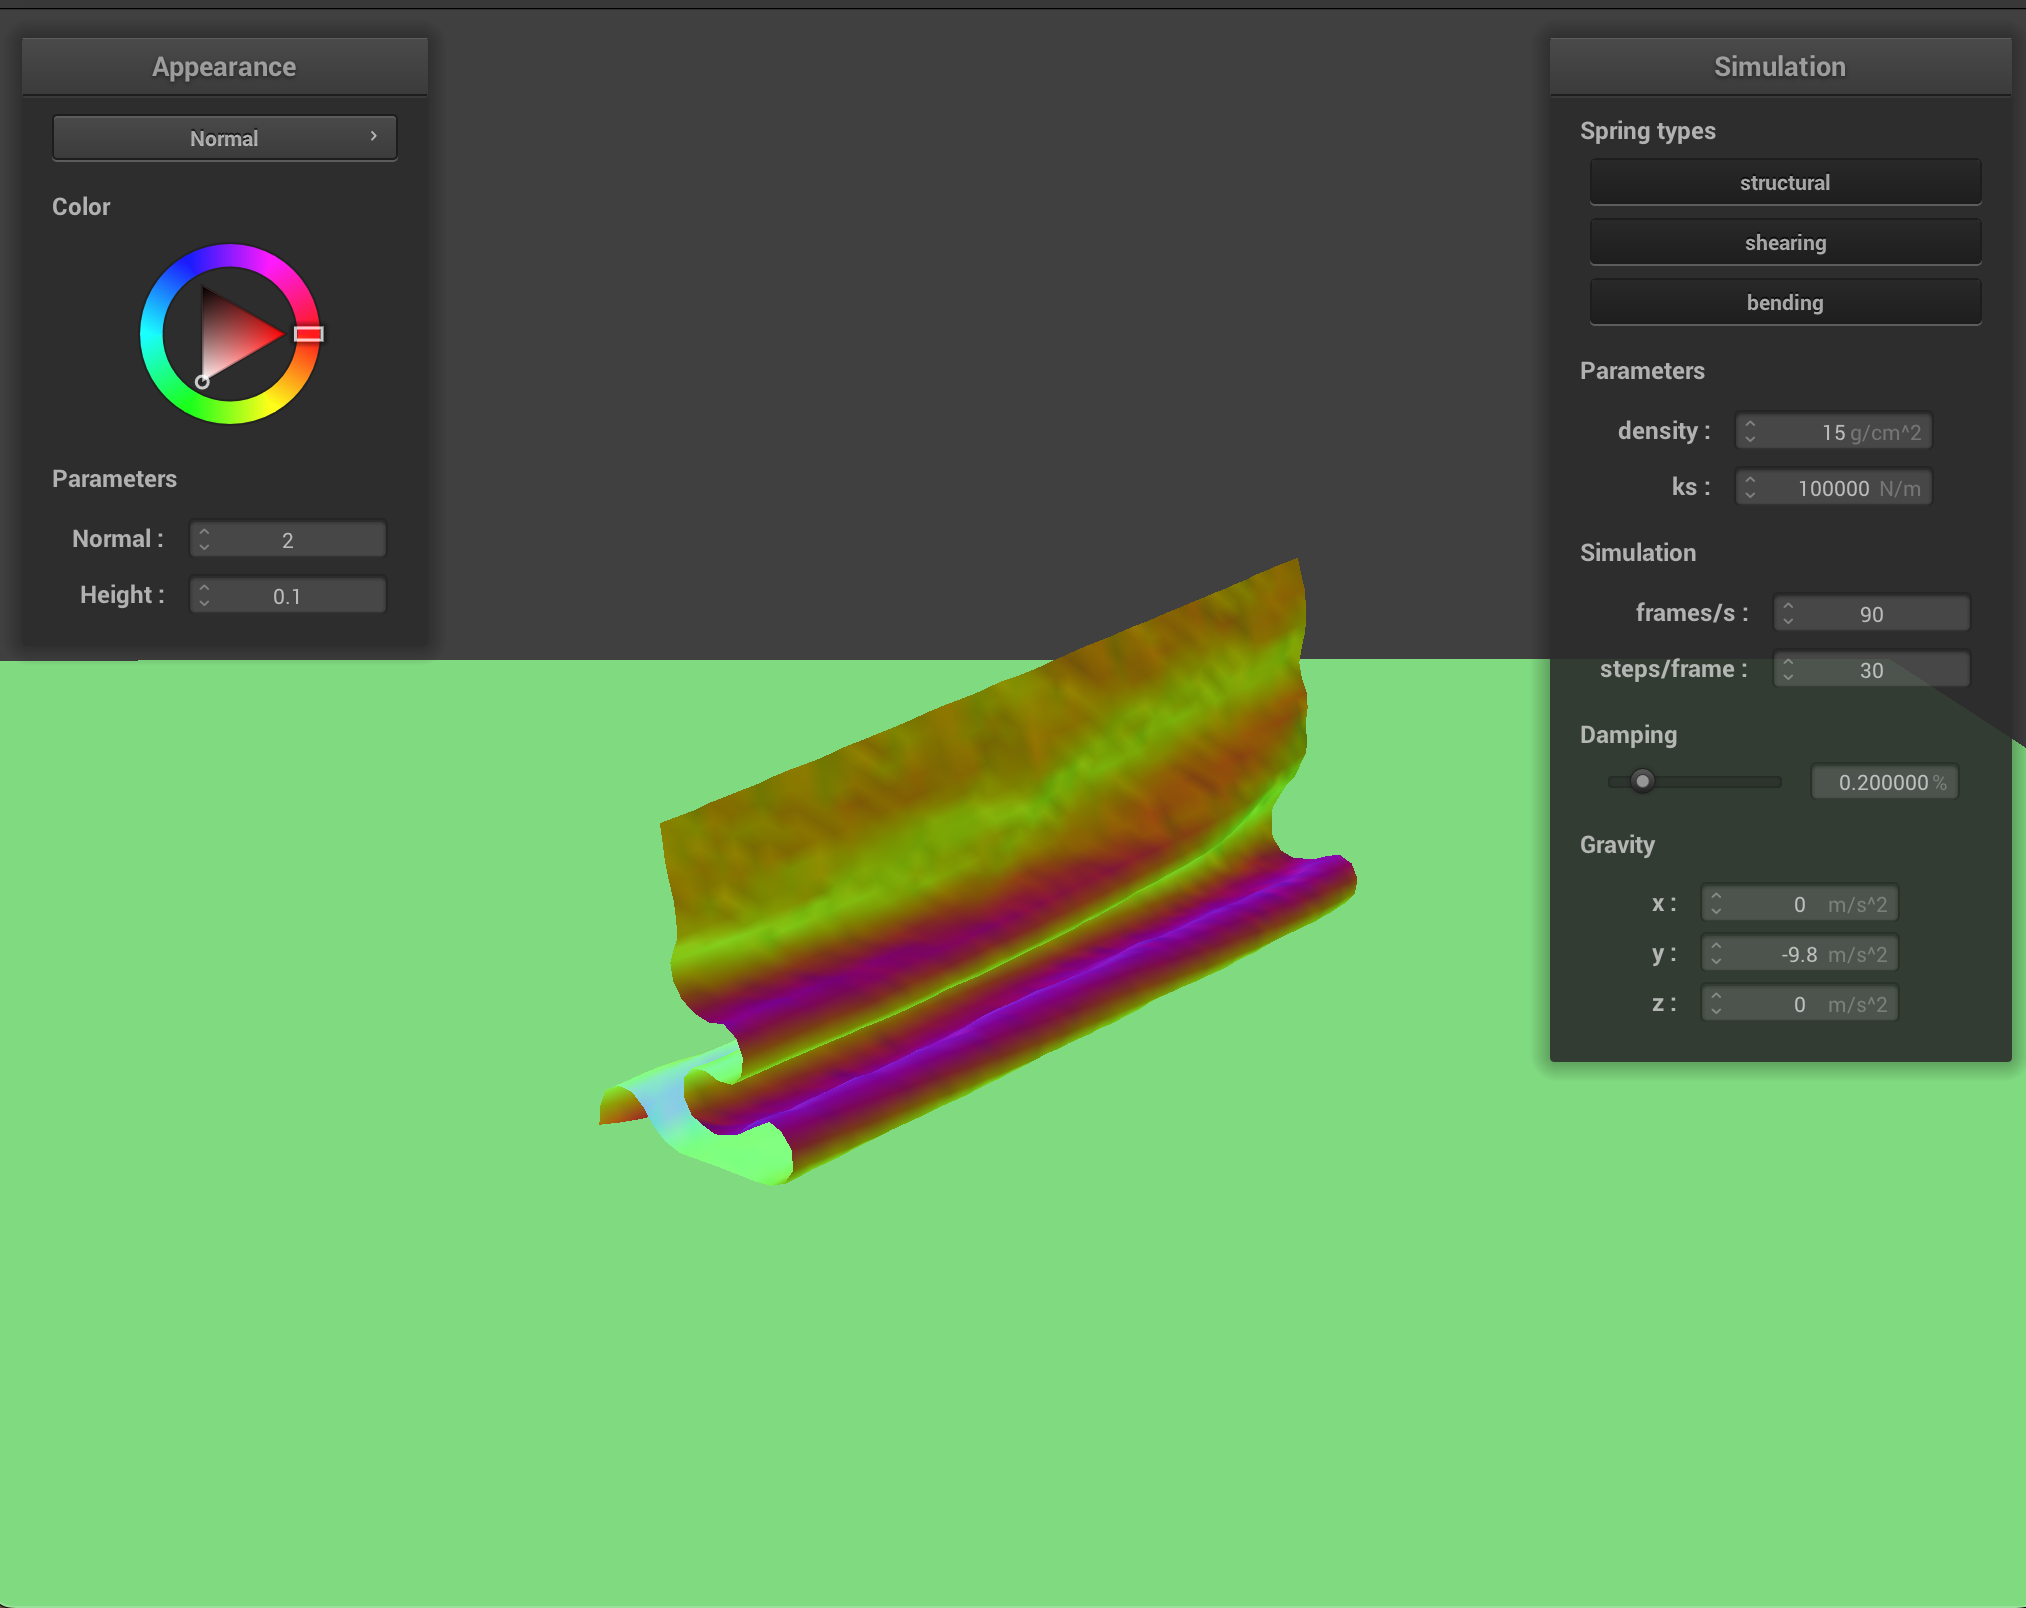 Appearance
Normal
Color
Parameters
Normal : 2
Height : 0.1
Simulation
Spring types
structural
shearing
bending
Parameters
density : 15 g/cm^2
ks : 100000 N/m
Simulation
frames/s : 90
steps/frame : 30
Damping
0.200000 %
Gravity
x : 0 m/s^2
y : -9.8 m/s^2
z : 0 m/s^2